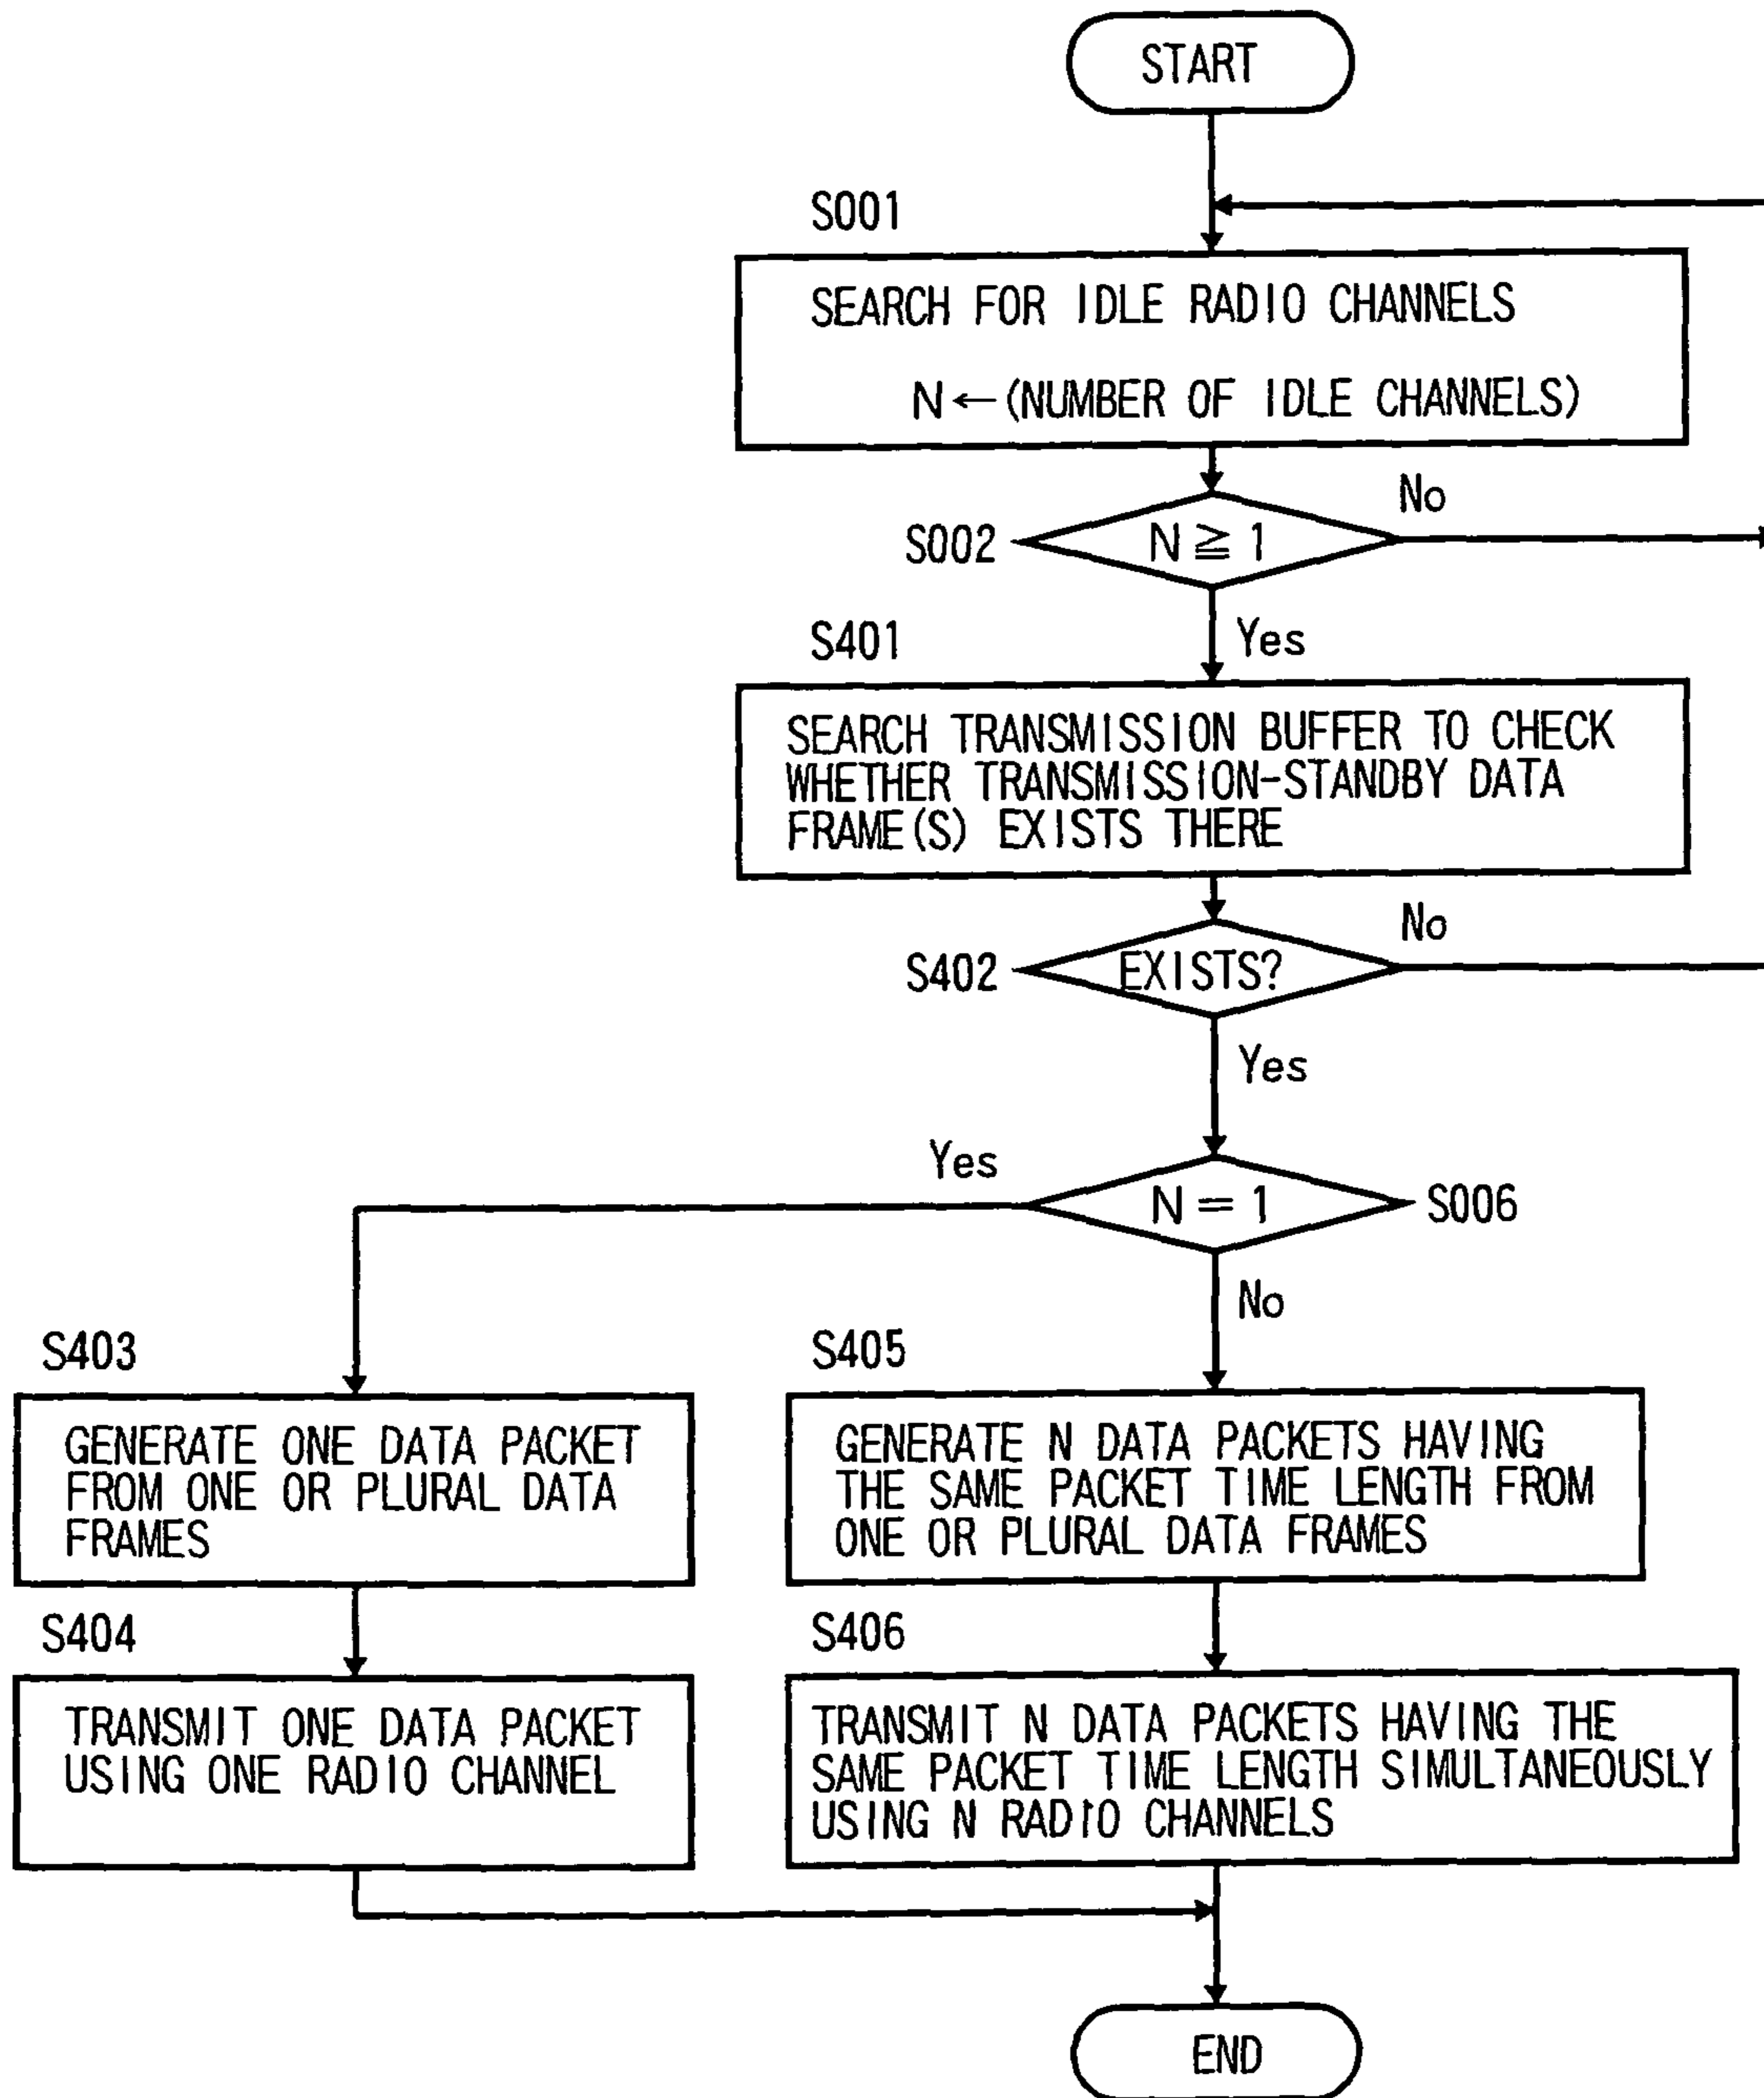 START
S001
SEARCH FOR IDLE RADIO CHANNELS
N←(NUMBER OF IDLE CHANNELS)
S002
N ≧ 1
No
Yes
S401
SEARCH TRANSMISSION BUFFER TO CHECK
WHETHER TRANSMISSION-STANDBY DATA
FRAME(S) EXISTS THERE
S402
EXISTS?
No
Yes
Yes
N = 1
S006
No
S403
GENERATE ONE DATA PACKET
FROM ONE OR PLURAL DATA
FRAMES
S404
TRANSMIT ONE DATA PACKET
USING ONE RADIO CHANNEL
S405
GENERATE N DATA PACKETS HAVING
THE SAME PACKET TIME LENGTH FROM
ONE OR PLURAL DATA FRAMES
S406
TRANSMIT N DATA PACKETS HAVING THE
SAME PACKET TIME LENGTH SIMULTANEOUSLY
USING N RADIO CHANNELS
END